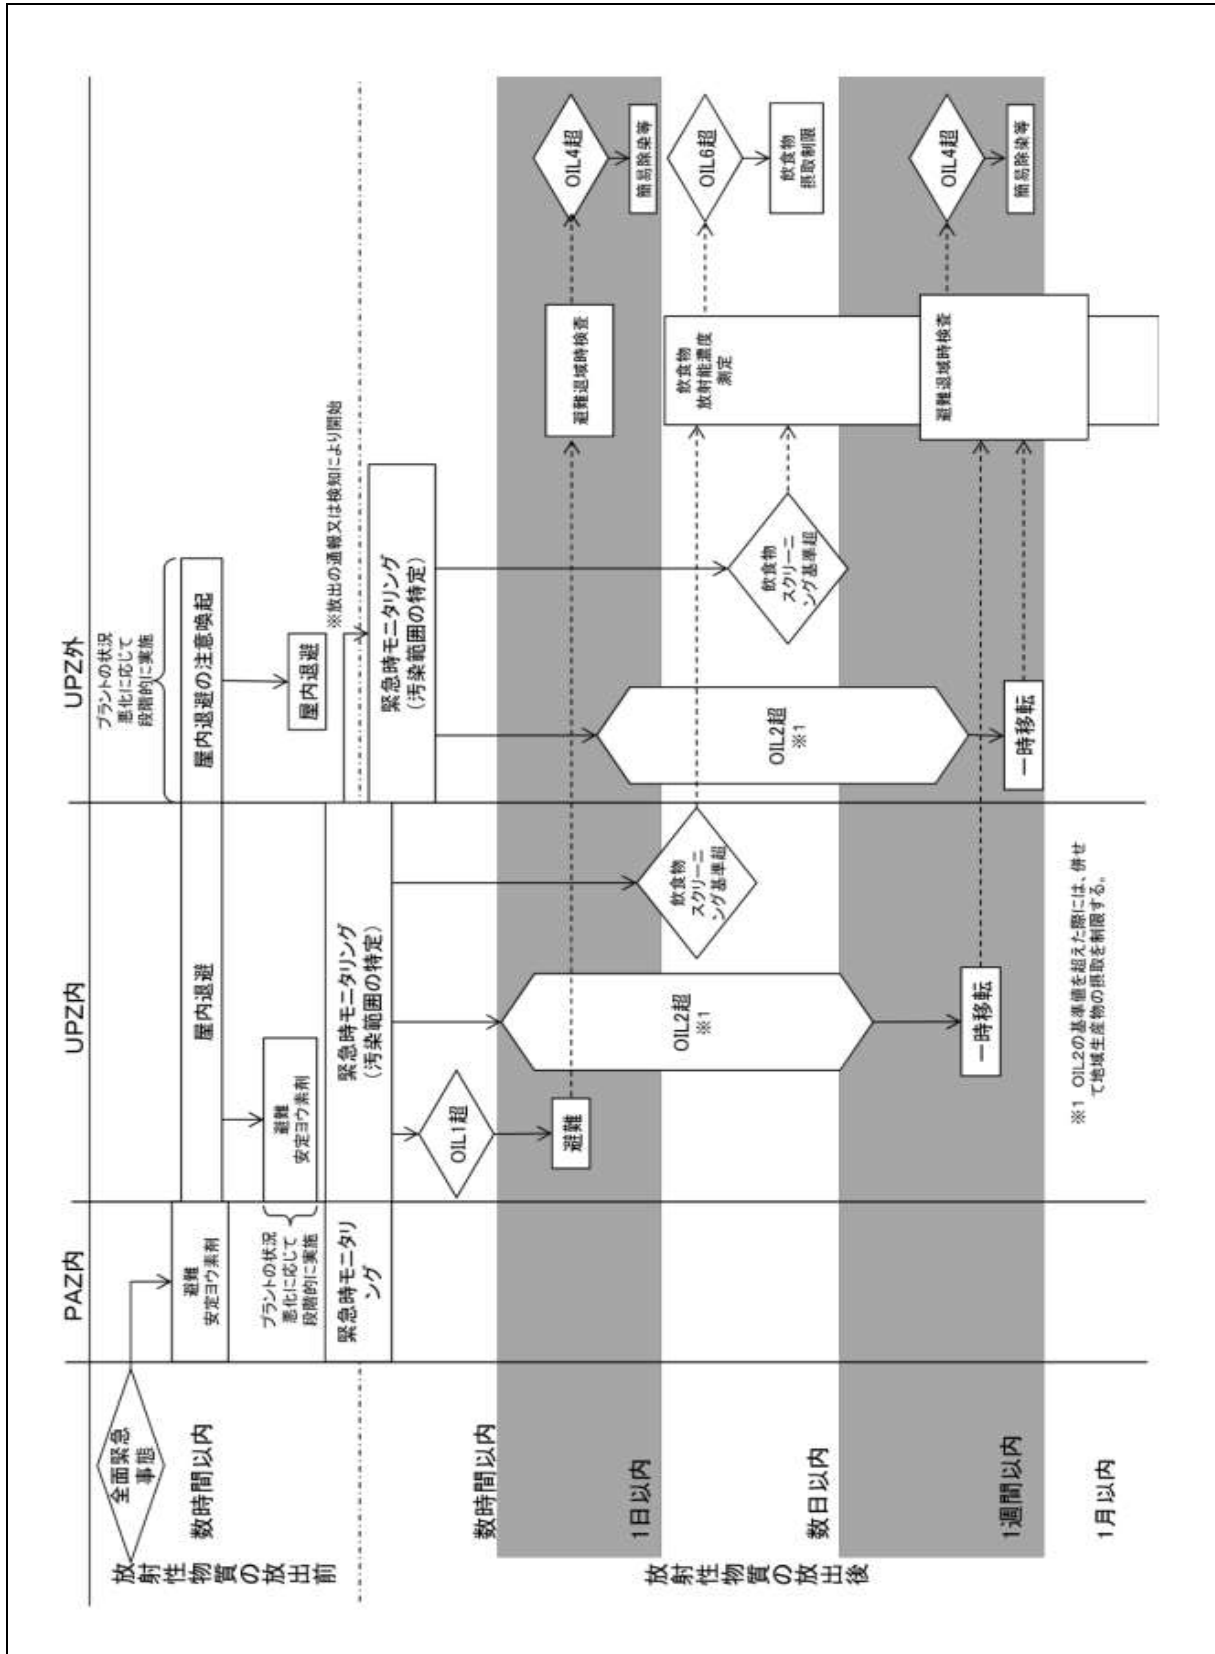 PAZ内
UPZ内
UPZ外
放射性物質の放出前
全面緊急
事態
数時間以内
避難
安定ヨウ素剤
屋内退避
プラントの状況
悪化に応じて
段階的に実施
屋内退避の注意喚起
プラントの状況
悪化に応じて
段階的に実施
避難
安定ヨウ素剤
屋内退避
※放出の通報又は検知により開始
緊急時モニタリ
ング
緊急時モニタリング
(汚染範囲の特定)
緊急時モニタリング
(汚染範囲の特定)
放射性物質の放出後
数時間以内
OIL1超
1日以内
避難
避難退域時検査
OIL4超
簡易除染等
数日以内
OIL2超
※1
飲食物
スクリーニ
ング基準超
OIL2超
※1
飲食物
スクリーニ
ング基準超
飲食物
放射能濃度
測定
OIL6超
飲食物
摂取制限
1週間以内
一時移転
一時移転
避難退域時検査
OIL4超
簡易除染等
1月以内
※1 OIL2の基準値を超えた際には、併せ
て地域生産物の摂取を制限する。